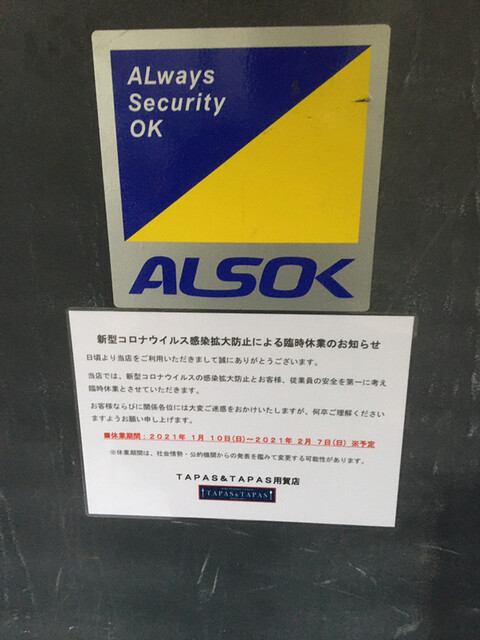 ALways
Security
OK
ALSOK
新型コロナウイルス感染拡大防止による臨時休業のお知らせ
日頃より当店をご利用いただきまして誠にありがとうございます。
当店では、新型コロナウイルスの感染拡大防止とお客様、従業員の安全を第一に考え
臨時休業とさせていただきます。
お客様ならびに関係各位には大変ご迷惑をおかけいたしますが、何卒ご理解ください
ますようお願い申し上げます。
■休業期間：２０２１年 １月 １０日(日)～２０２１年 ２月 ７日(日) ※予定
※休業期間は、社会情勢・公的機関からの発表を鑑みて変更する可能性があります。
ＴＡＰＡＳ＆ＴＡＰＡＳ用賀店
TAPAS&TAPAS